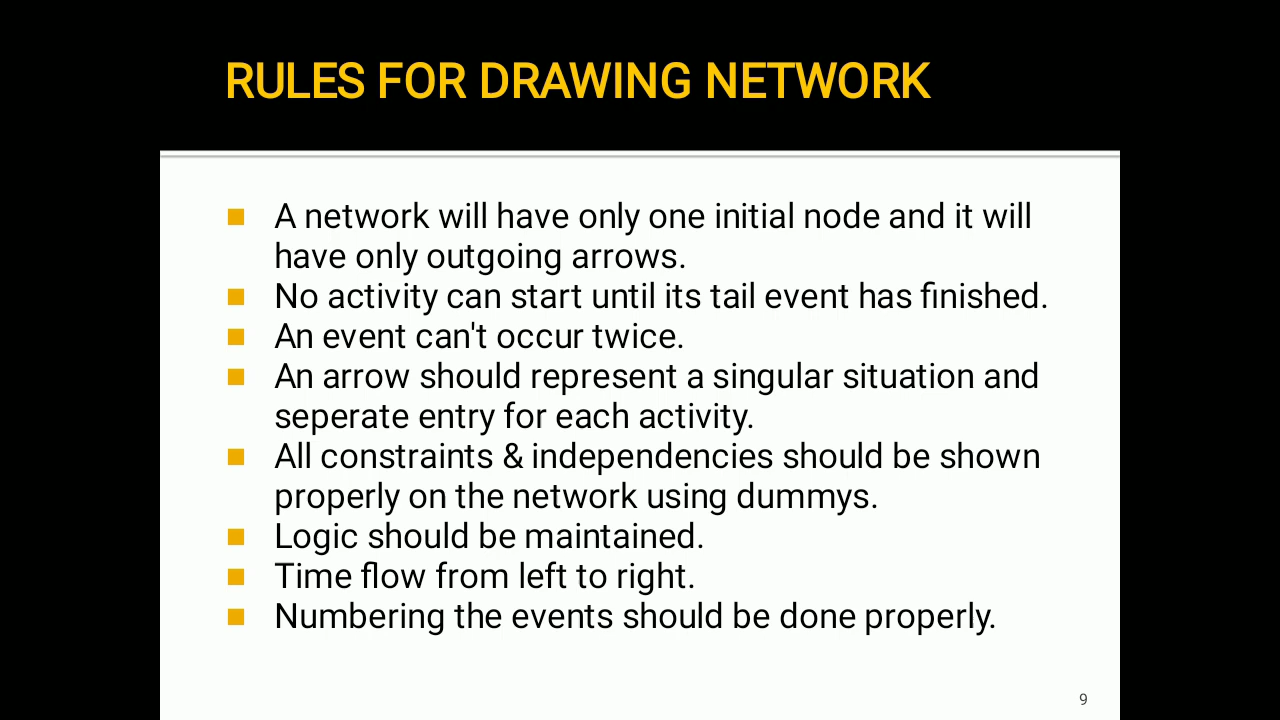 RULES FOR DRAWING NETWORK
A network will have only one initial node and it will
have only outgoing arrows.
No activity can start until its tail event has finished.
An event can't occur twice.
An arrow should represent a singular situation and
seperate entry for each activity.
All constraints & independencies should be shown
properly on the network using dummys.
Logic should be maintained.
Time flow from left to right.
Numbering the events should be done properly.
9